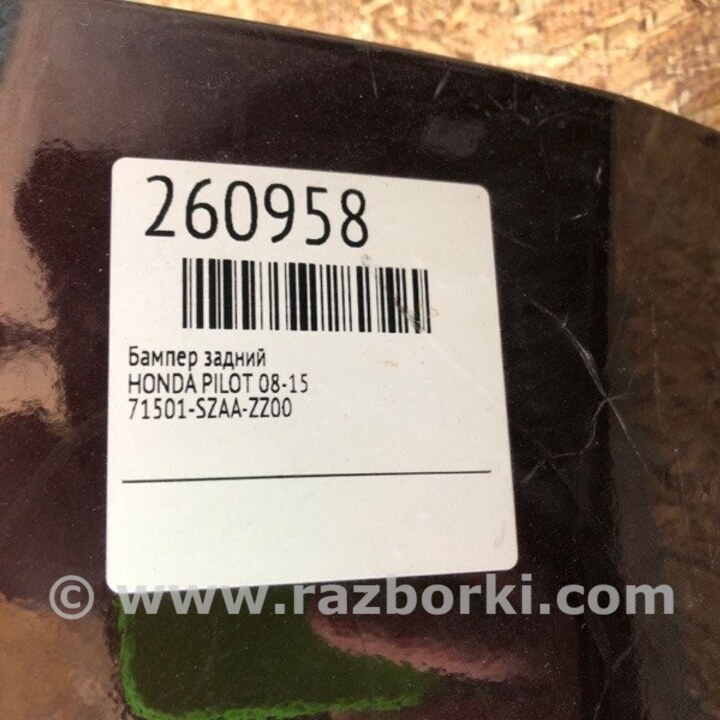 260958
Бампер задний
HONDA PILOT 08-15
71501-SZAA-ZZ00
© www.razborki.com